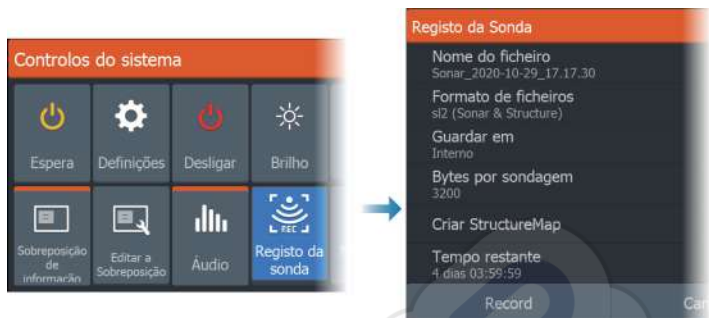 Controlos do sistema
Espera
Definições
Desligar
Brilho
Sobreposição
de
informação
Editar a
Sobreposição
Áudio
REC
Registo da
sonda
Registo da Sonda
Nome do ficheiro
Sonar_2020-10-29_17.17.30
Formato de ficheiros
sl2 (Sonar & Structure)
Guardar em
Interno
Bytes por sondagem
3200
Criar StructureMap
Tempo restante
4 dias 03:59:59
Record